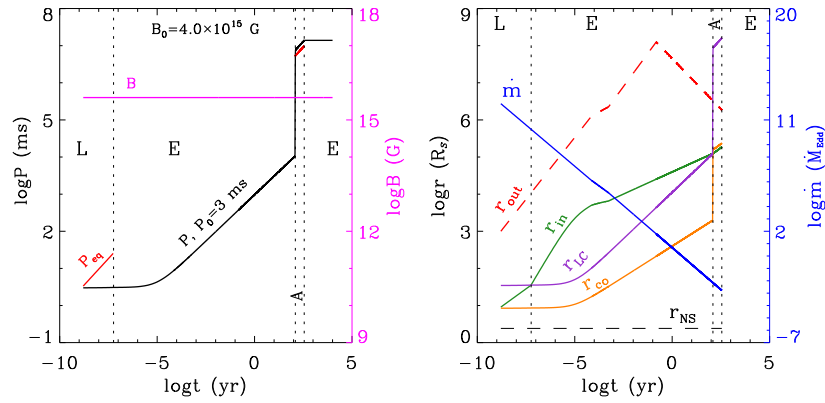 8
5
2
-1
logP (ms)
B₀=4.0×10¹⁵ G
B
L
E
A
E
P, P₀=3 ms
P_eq
18
15
12
9
logB (G)
-10
-5
0
5
logt (yr)
9
6
3
0
logr (R_s)
L
E
A
E
ṁ
r_out
r_in
r_LC
r_co
r_NS
20
11
2
-7
logṁ (Ṁ_Edd)
-10
-5
0
5
logt (yr)